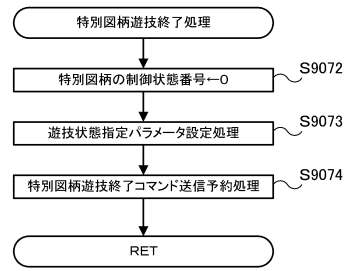 特別図柄遊技終了処理
特別図柄の制御状態番号←0
S9072
遊技状態指定パラメータ設定処理
S9073
特別図柄遊技終了コマンド送信予約処理
S9074
RET